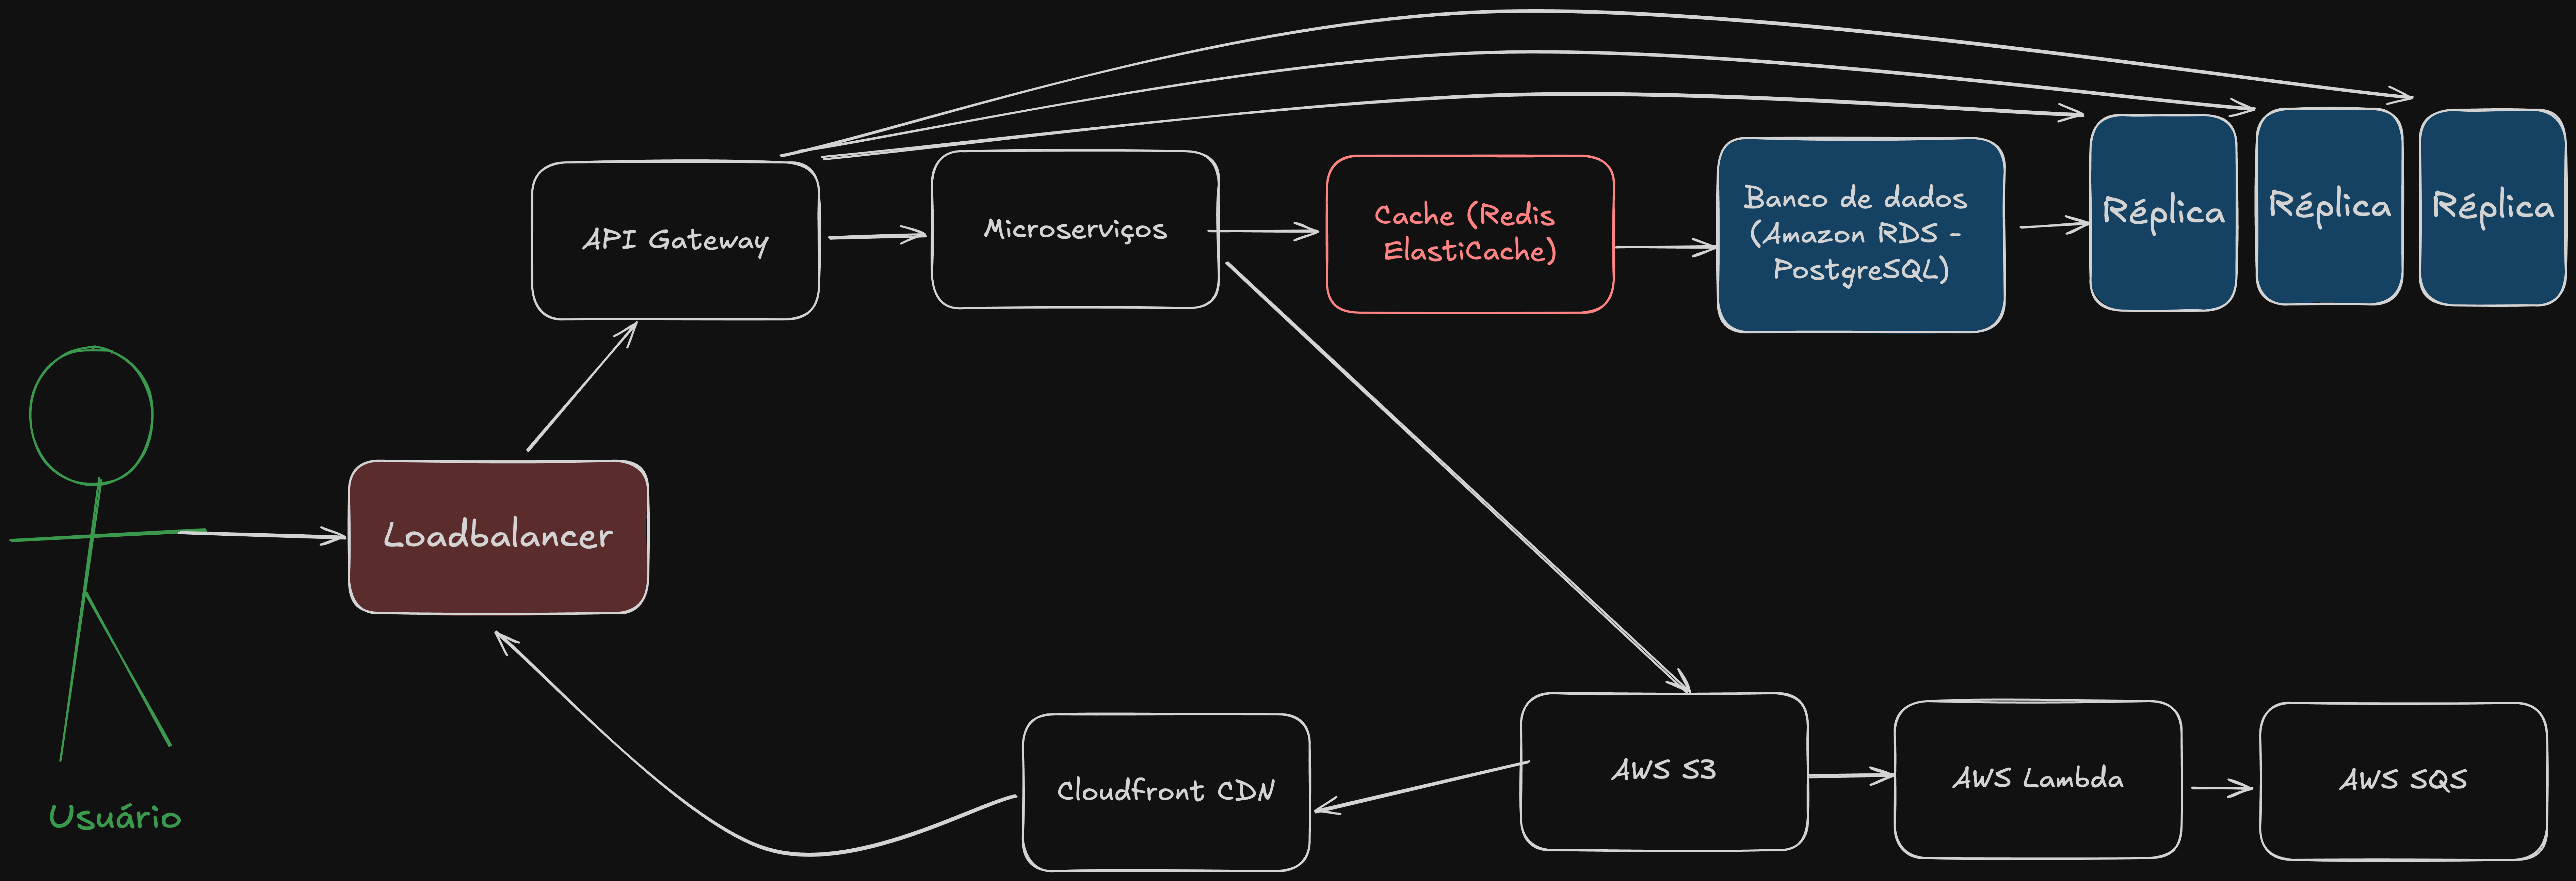 API Gateway
Microserviços
Cache (Redis
ElastiCache)
Banco de dados
(Amazon RDS -
PostgreSQL)
Réplica
Réplica
Réplica
Loadbalancer
Usuário
Cloudfront CDN
AWS S3
AWS Lambda
AWS SQS